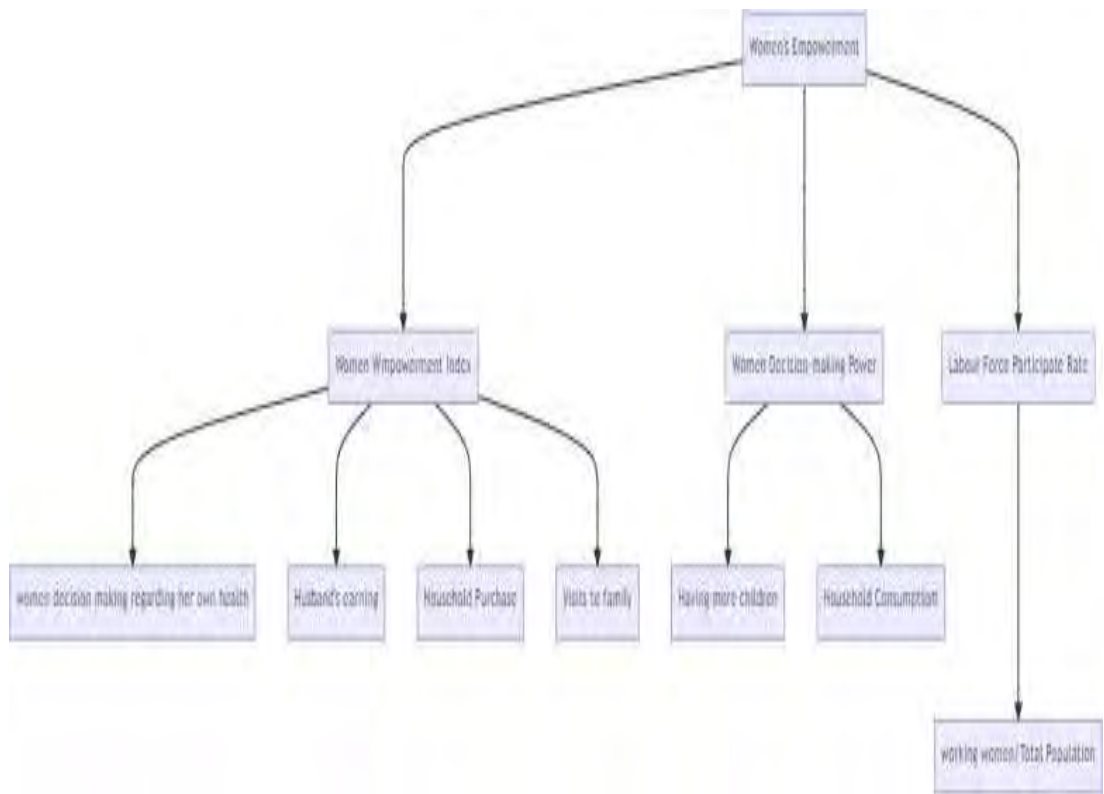 Women's Empowerment
Women Wmpowerment Index
Women Decision-making Power
Labour Force Participate Rate
women decision making regarding her own health
Husband's earning
Household Purchase
Visits to family
Having more children
Household Consumption
working women/Total Population